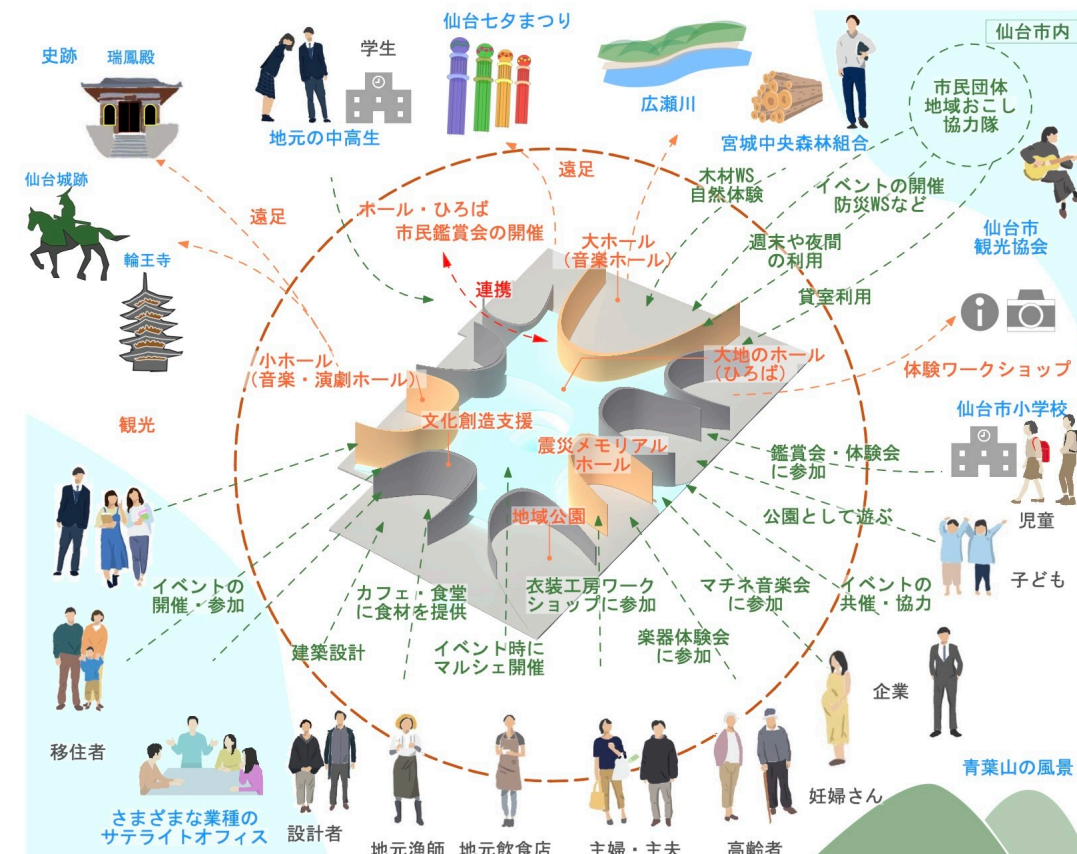 史跡
瑞鳳殿
仙台城跡
輪王寺
遠足
観光
学生
地元の中高生
仙台七夕まつり
広瀬川
宮城中央森林組合
仙台市内
市民団体
地域おこし
協力隊
仙台市
観光協会
遠足
木材WS
自然体験
イベントの開催
防災WSなど
週末や夜間
の利用
貸室利用
ホール・ひろば
市民鑑賞会の開催
連携
大ホール
(音楽ホール)
大地のホール
(ひろば)
小ホール
(音楽・演劇ホール)
文化創造支援
震災メモリアル
ホール
地域公園
体験ワークショップ
仙台市小学校
鑑賞会・体験会
に参加
児童
公園として遊ぶ
子ども
イベントの
開催・参加
カフェ・食堂
に食材を提供
建築設計
イベント時に
マルシェ開催
衣装工房ワーク
ショップに参加
マチネ音楽会
に参加
楽器体験会
に参加
イベントの
共催・協力
企業
移住者
さまざまな業種の
サテライトオフィス
設計者
地元漁師
地元飲食店
主婦・主夫
高齢者
妊婦さん
青葉山の風景